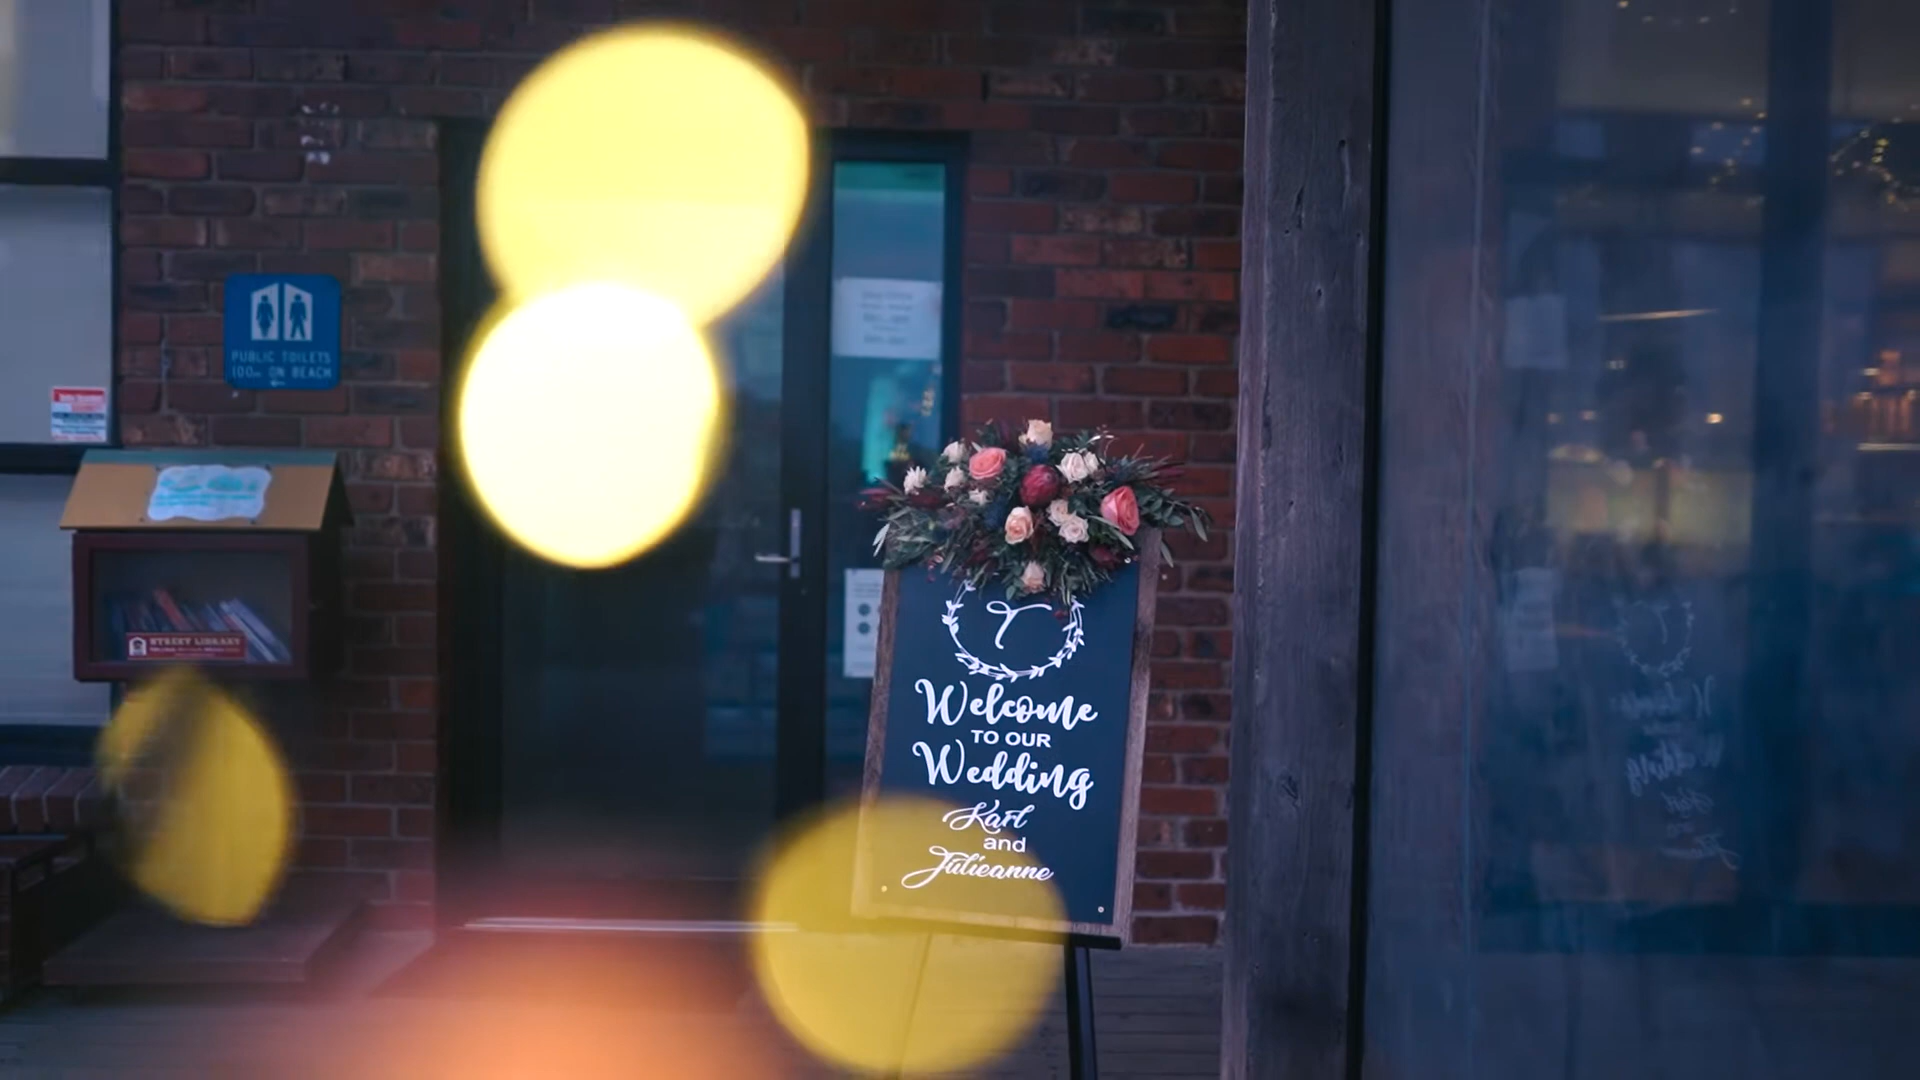 PUBLIC TOILETS
100m ON BEACH
STREET LIBRARY
T
Welcome
TO OUR
Wedding
Karl
and
Julieanne